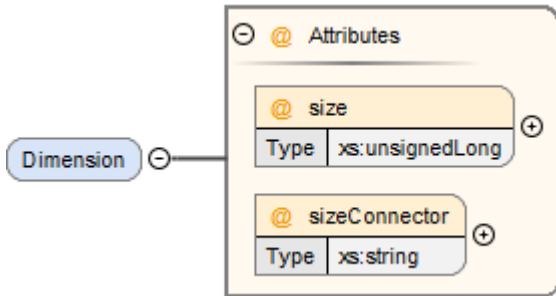 @ Attributes
@ size
Type xs:unsignedLong
Dimension
@ sizeConnector
Type xs:string